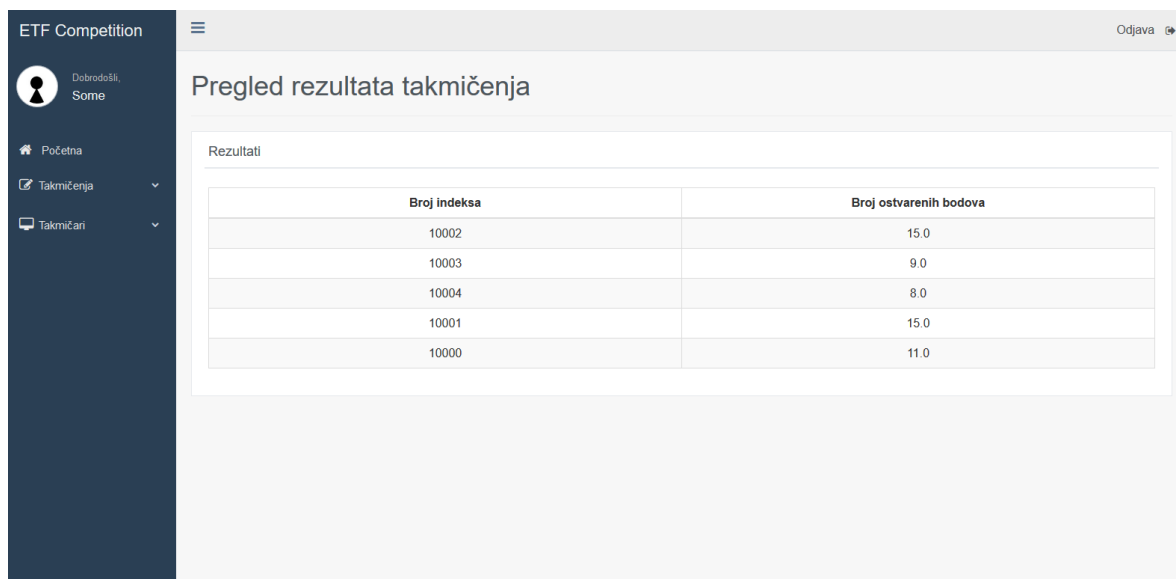 ETF Competition
Odjava
Dobrodošli,
Some
Početna
Takmičenja
Takmičari
Pregled rezultata takmičenja
Rezultati
Broj indeksa Broj ostvarenih bodova
10002 15.0
10003 9.0
10004 8.0
10001 15.0
10000 11.0